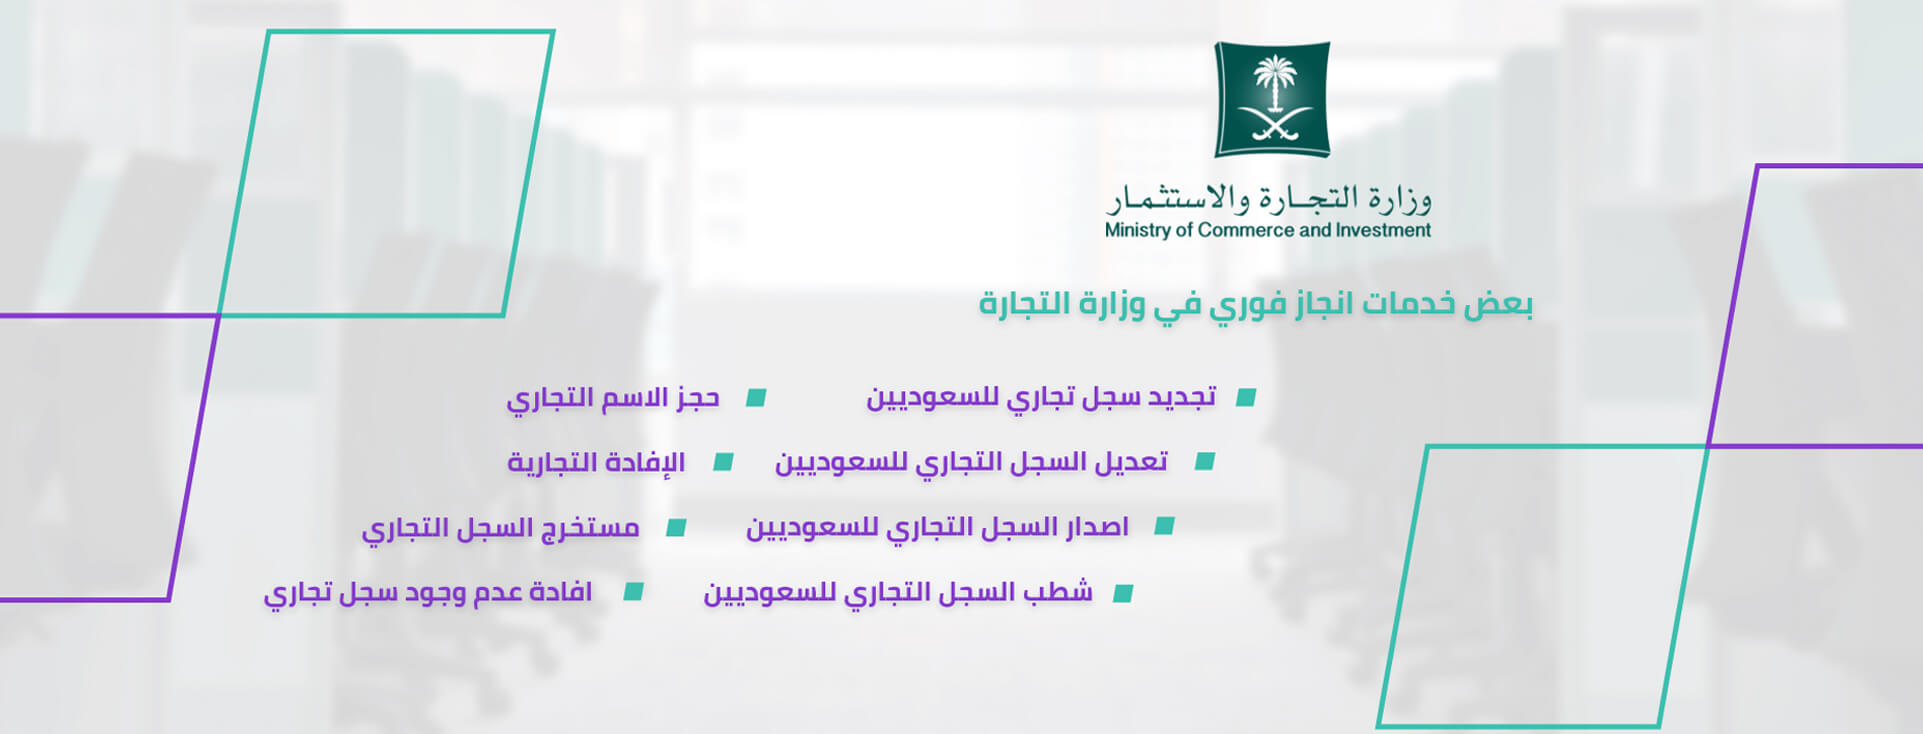 وزارة التجارة والاستثمار
Ministry of Commerce and Investment
بعض خدمات انجاز فوري في وزارة التجارة
تجديد سجل تجاري للسعوديين
حجز الاسم التجاري
تعديل السجل التجاري للسعوديين
الإفادة التجارية
اصدار السجل التجاري للسعوديين
مستخرج السجل التجاري
شطب السجل التجاري للسعوديين
افادة عدم وجود سجل تجاري